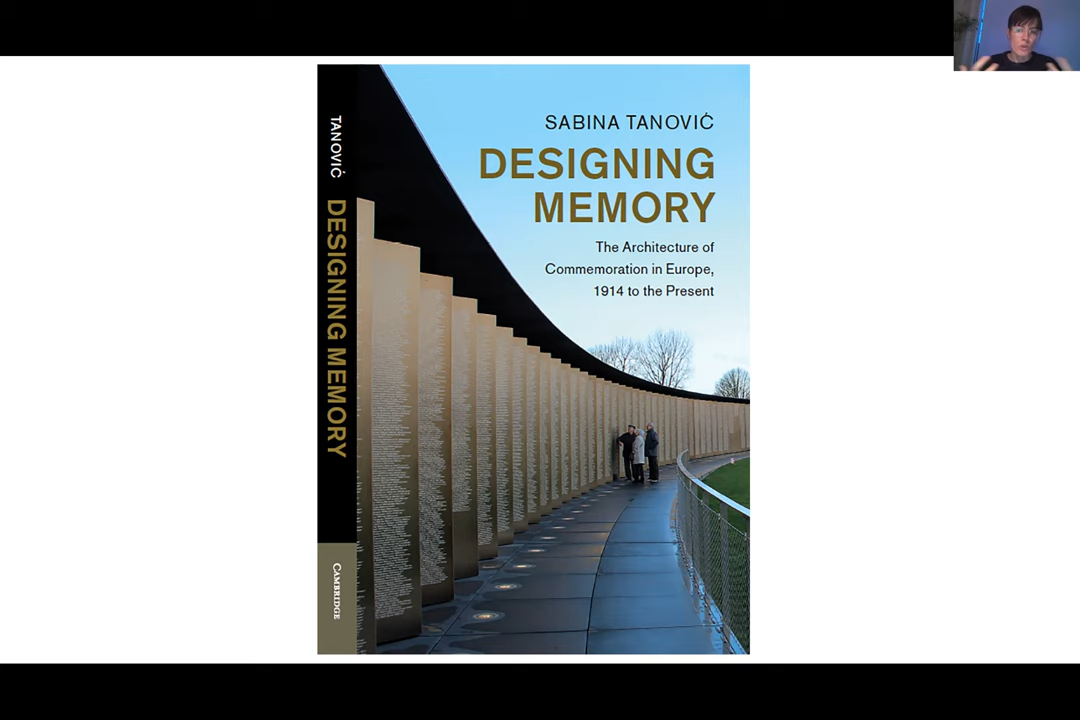 TANOVIĆ DESIGNING MEMORY CAMBRIDGE
SABINA TANOVIĆ
DESIGNING
MEMORY
The Architecture of
Commemoration in Europe,
1914 to the Present